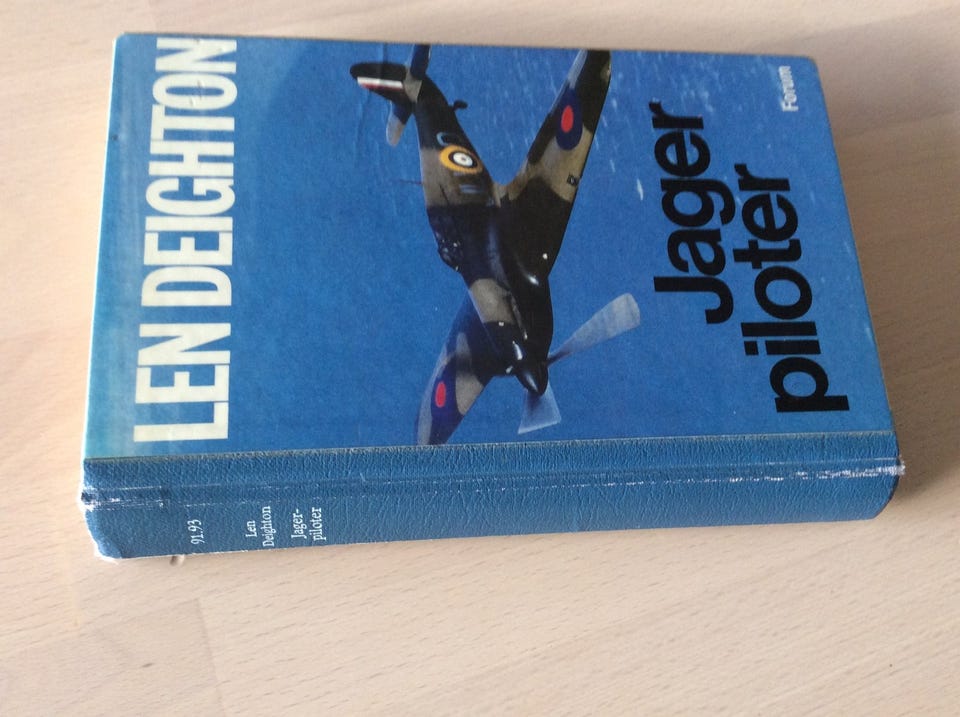 LEN DEIGHTON
Jager
piloter
Forum
91.93
Len
Deighton
Jager-
piloter